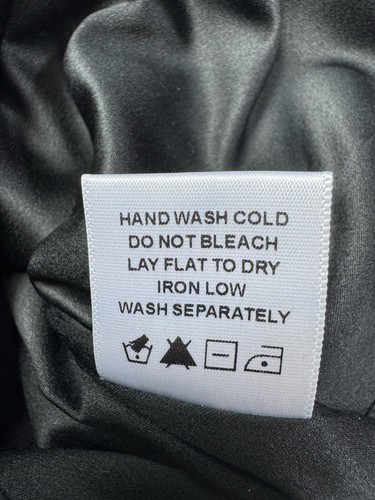 HAND WASH COLD
DO NOT BLEACH
LAY FLAT TO DRY
IRON LOW
WASH SEPARATELY